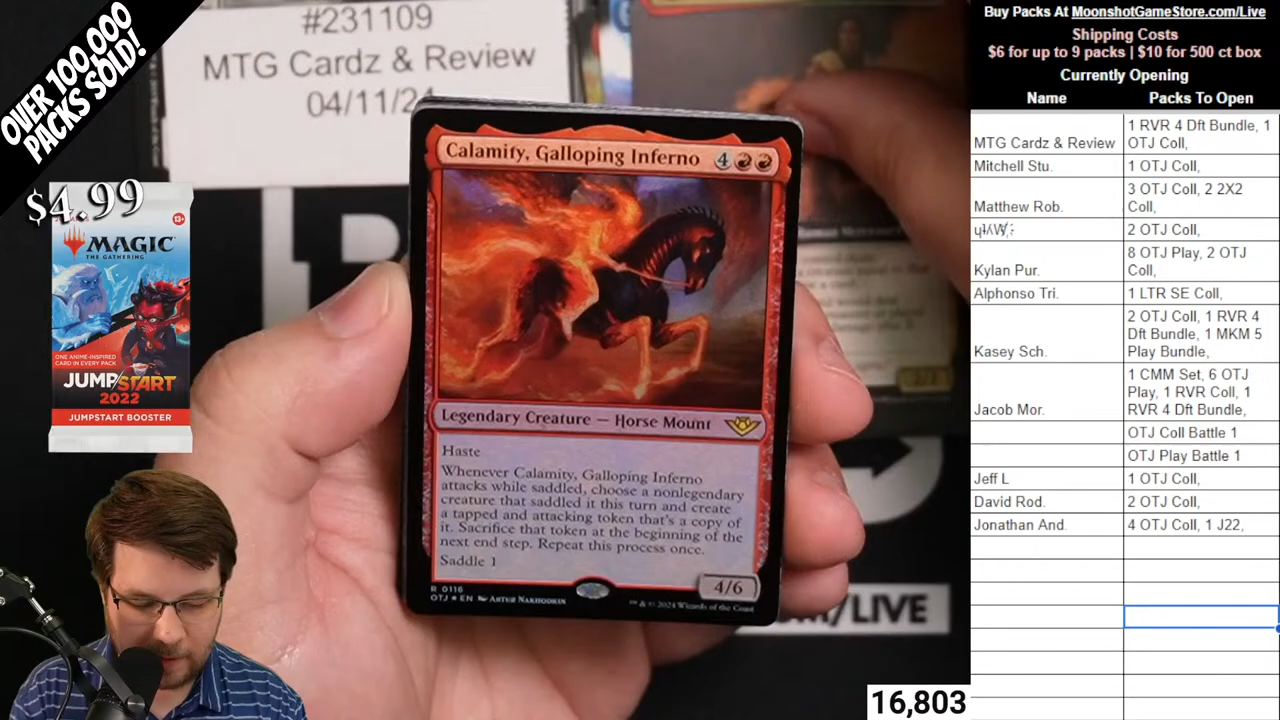 OVER 100,000
PACKS SOLD!
$4.99
13+
MAGIC
THE GATHERING
ONE ANIME-INSPIRED
CARD IN EVERY PACK
JUMPSTART
2022
JUMPSTART BOOSTER
#231109
MTG Cardz & Review
04/11/24
Calamity, Galloping Inferno 4
Legendary Creature — Horse Mount
Haste
Whenever Calamity, Galloping Inferno
attacks while saddled, choose a nonlegendary
creature that saddled it this turn and create
a tapped and attacking token that's a copy of
it. Sacrifice that token at the beginning of the
next end step. Repeat this process once.
Saddle 1
4/6
R 0116
OTJ ★ EN Artur Nakhodkin
™ & © 2024 Wizards of the Coast
/LIVE
16,803
Buy Packs At MoonshotGameStore.com/Live
Shipping Costs
$6 for up to 9 packs | $10 for 500 ct box
Currently Opening
Name Packs To Open
MTG Cardz & Review 1 RVR 4 Dft Bundle, 1
OTJ Coll,
Mitchell Stu. 1 OTJ Coll,
Matthew Rob. 3 OTJ Coll, 2 2X2
Coll,
2 OTJ Coll,
Kylan Pur. 8 OTJ Play, 2 OTJ
Coll,
Alphonso Tri. 1 LTR SE Coll,
Kasey Sch. 2 OTJ Coll, 1 RVR 4
Dft Bundle, 1 MKM 5
Play Bundle,
Jacob Mor. 1 CMM Set, 6 OTJ
Play, 1 RVR Coll, 1
RVR 4 Dft Bundle,
OTJ Coll Battle 1
OTJ Play Battle 1
Jeff L 1 OTJ Coll,
David Rod. 2 OTJ Coll,
Jonathan And. 4 OTJ Coll, 1 J22,